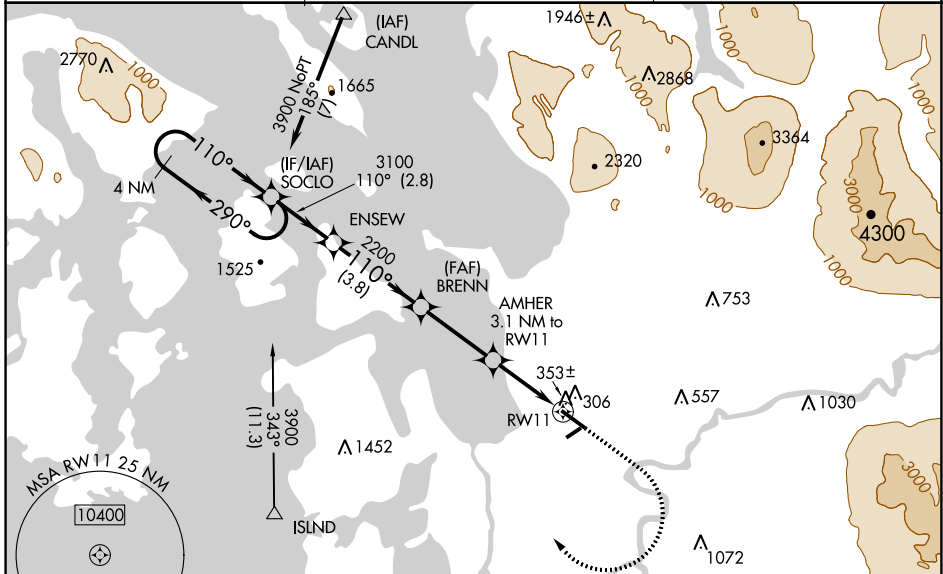 (IAF)
CANDL
1946±
1000
2770
1000
3900 NoPT
185°
(7)
1665
2868
1000
3364
1000
2320
3000
4300
1000
110°
(IF/IAF)
SOCLO
3100
110° (2.8)
4 NM
290°
ENSEW
2200
110°
(3.8)
1525
(FAF)
BRENN
753
AMHER
3.1 NM to
RW11
353±
306
557
1030
RW11
3900
343°
(11.3)
1452
3000
MSA RW11 25 NM
10400
ISLND
1072